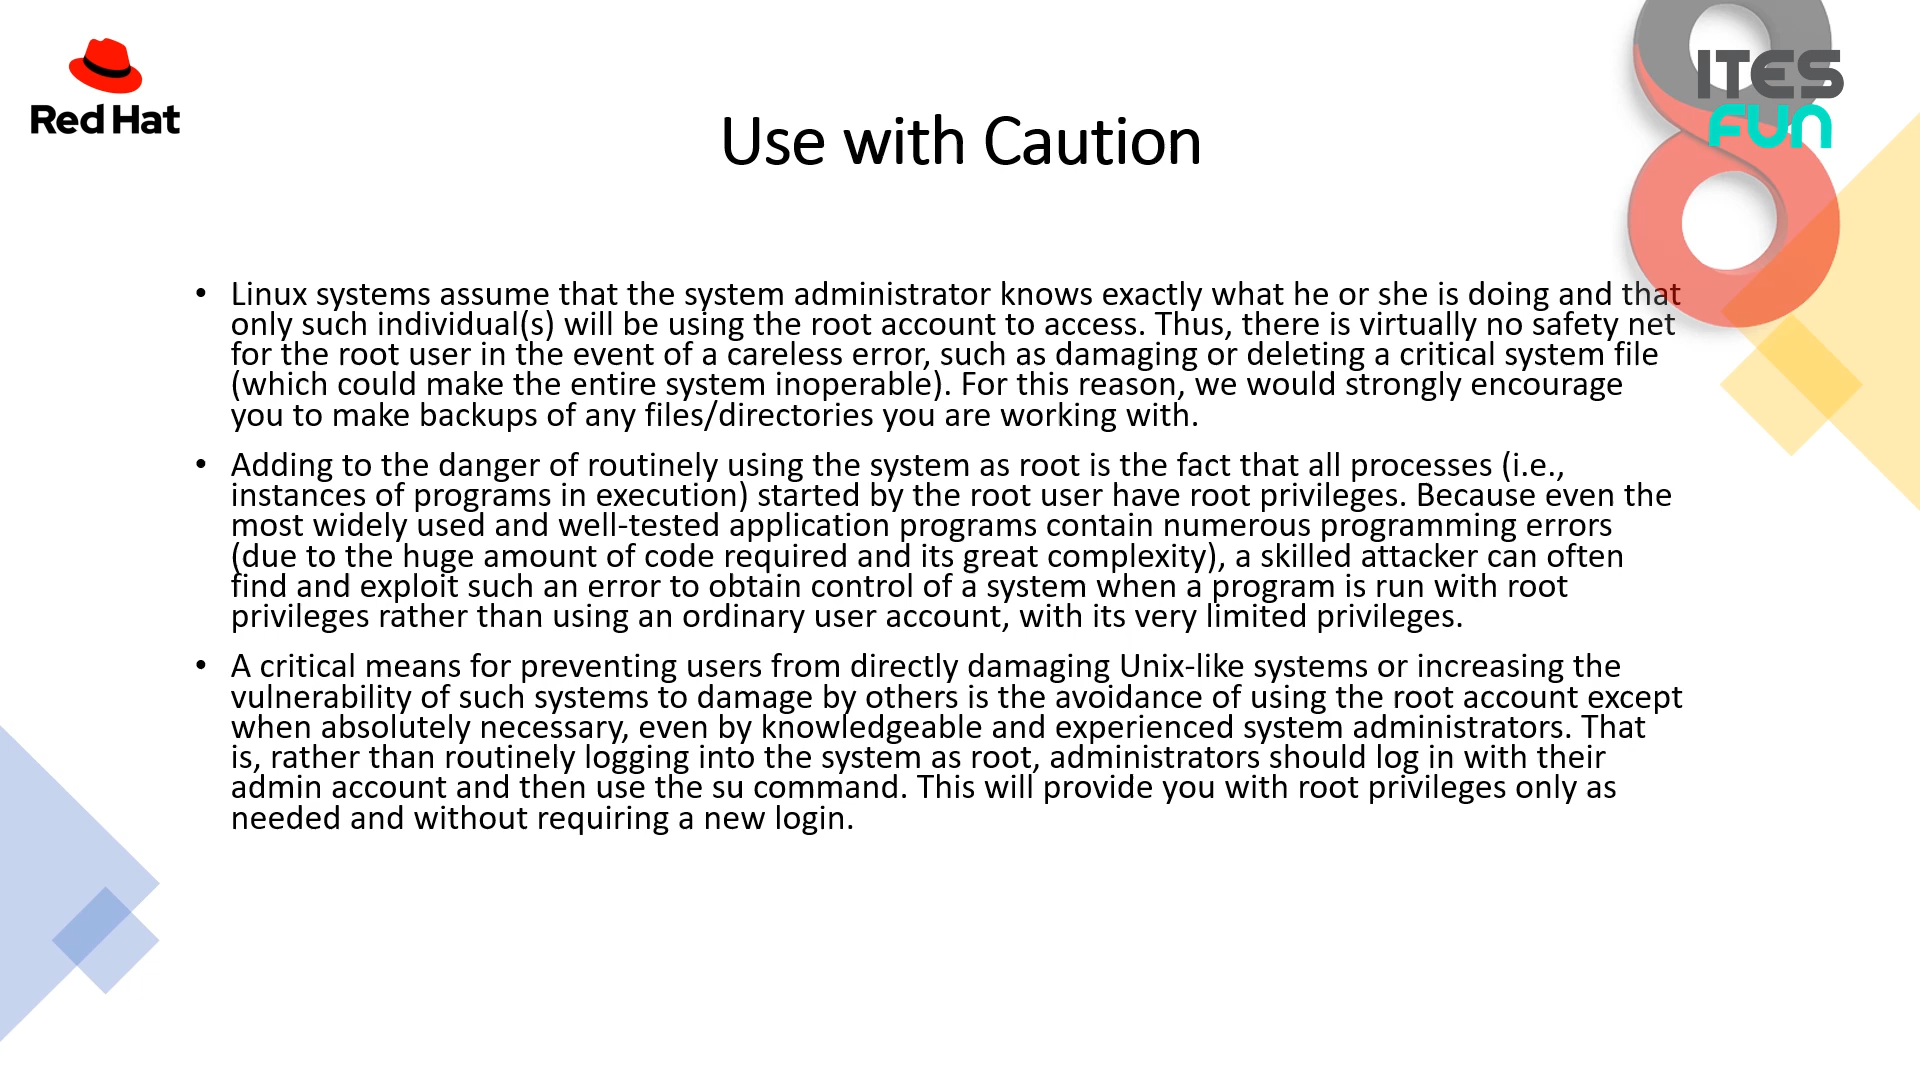 Red Hat
ITES
FUN
Use with Caution
• Linux systems assume that the system administrator knows exactly what he or she is doing and that
only such individual(s) will be using the root account to access. Thus, there is virtually no safety net
for the root user in the event of a careless error, such as damaging or deleting a critical system file
(which could make the entire system inoperable). For this reason, we would strongly encourage
you to make backups of any files/directories you are working with.
• Adding to the danger of routinely using the system as root is the fact that all processes (i.e.,
instances of programs in execution) started by the root user have root privileges. Because even the
most widely used and well-tested application programs contain numerous programming errors
(due to the huge amount of code required and its great complexity), a skilled attacker can often
find and exploit such an error to obtain control of a system when a program is run with root
privileges rather than using an ordinary user account, with its very limited privileges.
• A critical means for preventing users from directly damaging Unix-like systems or increasing the
vulnerability of such systems to damage by others is the avoidance of using the root account except
when absolutely necessary, even by knowledgeable and experienced system administrators. That
is, rather than routinely logging into the system as root, administrators should log in with their
admin account and then use the su command. This will provide you with root privileges only as
needed and without requiring a new login.